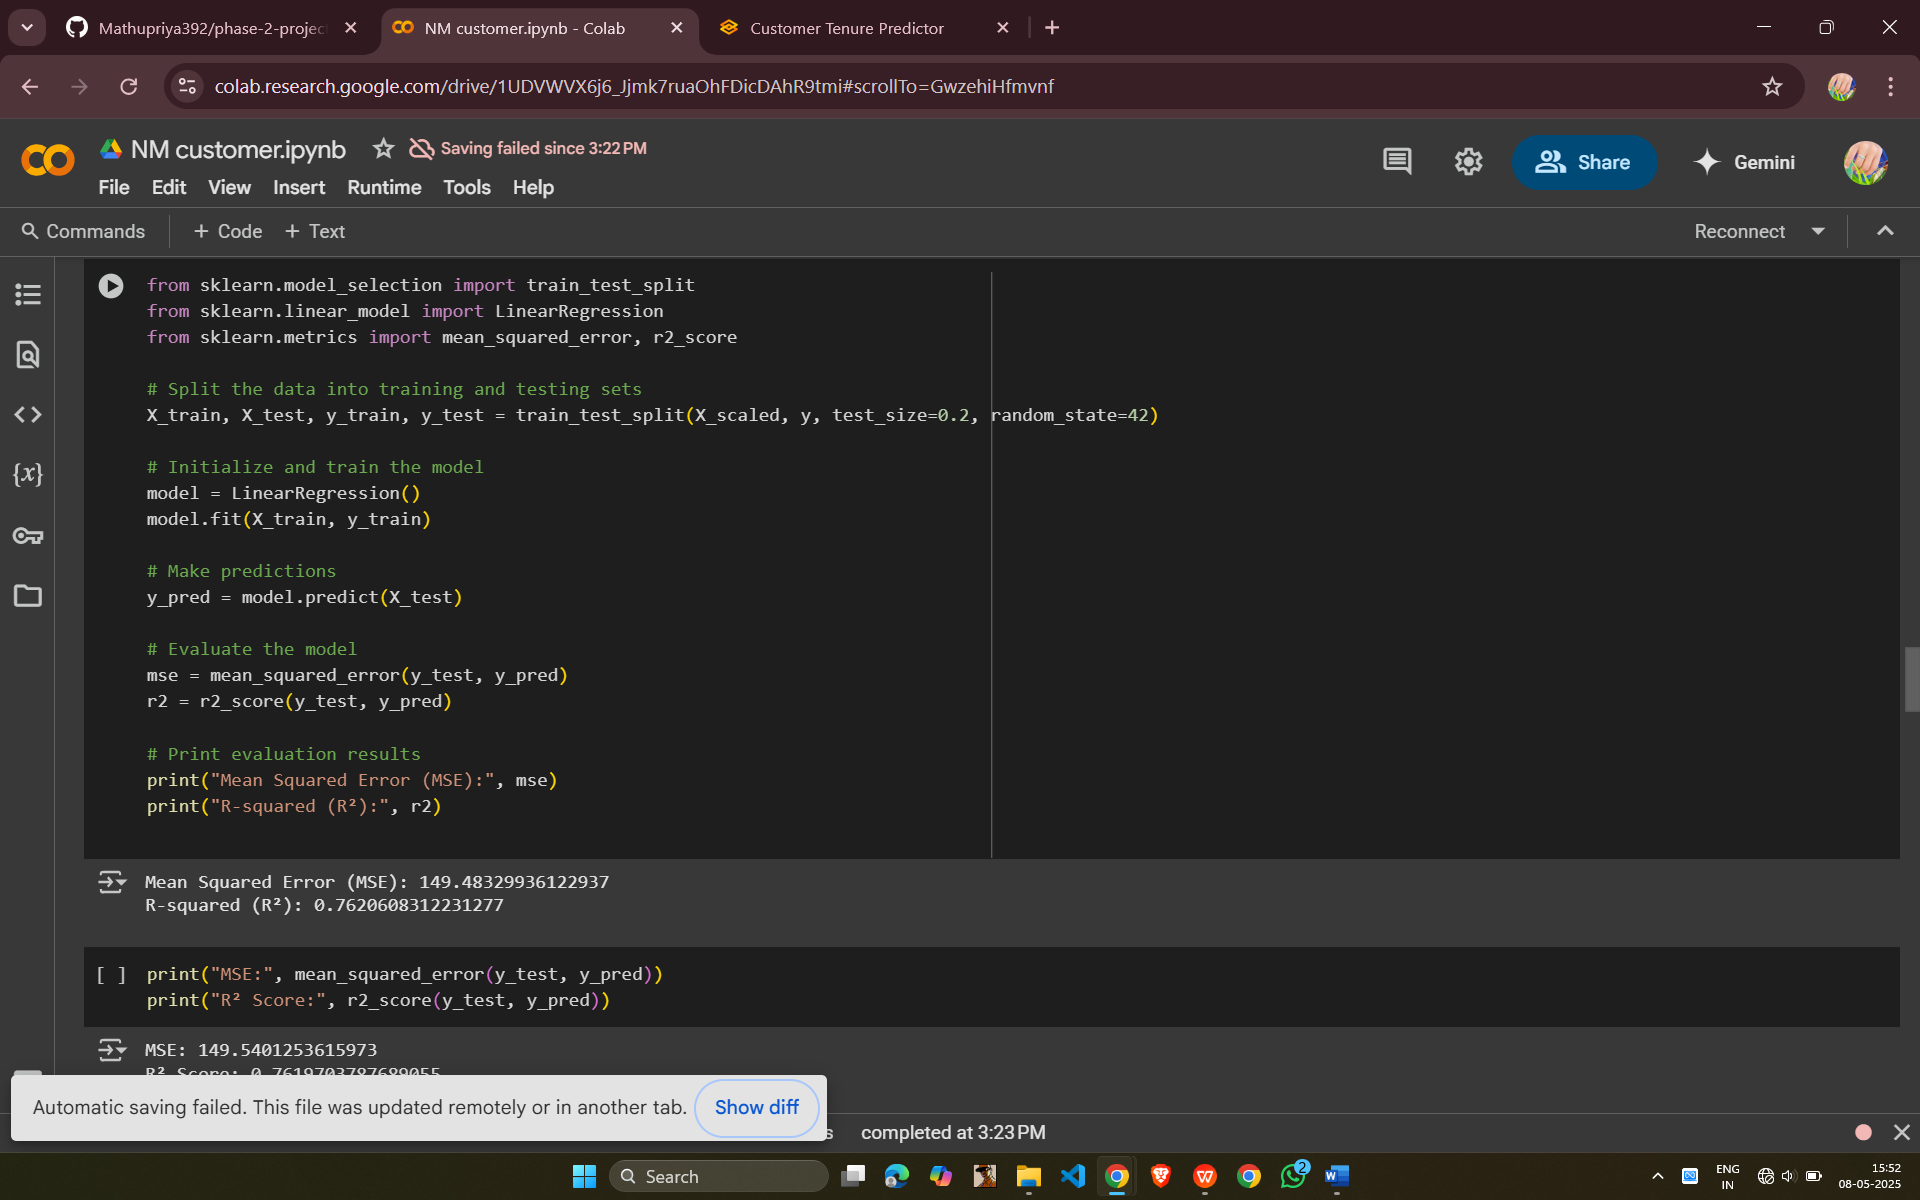 Mathupriya392/phase-2-projec
NM customer.ipynb - Colab
Customer Tenure Predictor
colab.research.google.com/drive/1UDVWVX6j6_Jjmk7ruaOhFDicDAhR9tmi#scrollTo=GwzehiHfmvnf
NM customer.ipynb
Saving failed since 3:22 PM
File Edit View Insert Runtime Tools Help
Share
Gemini
Commands + Code + Text
Reconnect
from sklearn.model_selection import train_test_split
from sklearn.linear_model import LinearRegression
from sklearn.metrics import mean_squared_error, r2_score
# Split the data into training and testing sets
X_train, X_test, y_train, y_test = train_test_split(X_scaled, y, test_size=0.2, random_state=42)
# Initialize and train the model
model = LinearRegression()
model.fit(X_train, y_train)
# Make predictions
y_pred = model.predict(X_test)
# Evaluate the model
mse = mean_squared_error(y_test, y_pred)
r2 = r2_score(y_test, y_pred)
# Print evaluation results
print("Mean Squared Error (MSE):", mse)
print("R-squared (R²):", r2)
Mean Squared Error (MSE): 149.48329936122937
R-squared (R²): 0.7620608312231277
[ ] print("MSE:", mean_squared_error(y_test, y_pred))
print("R² Score:", r2_score(y_test, y_pred))
MSE: 149.5401253615973
R² Score: 0.7619703787689055
Automatic saving failed. This file was updated remotely or in another tab. Show diff
s completed at 3:23 PM
Search
2
ENG
IN
15:52
08-05-2025